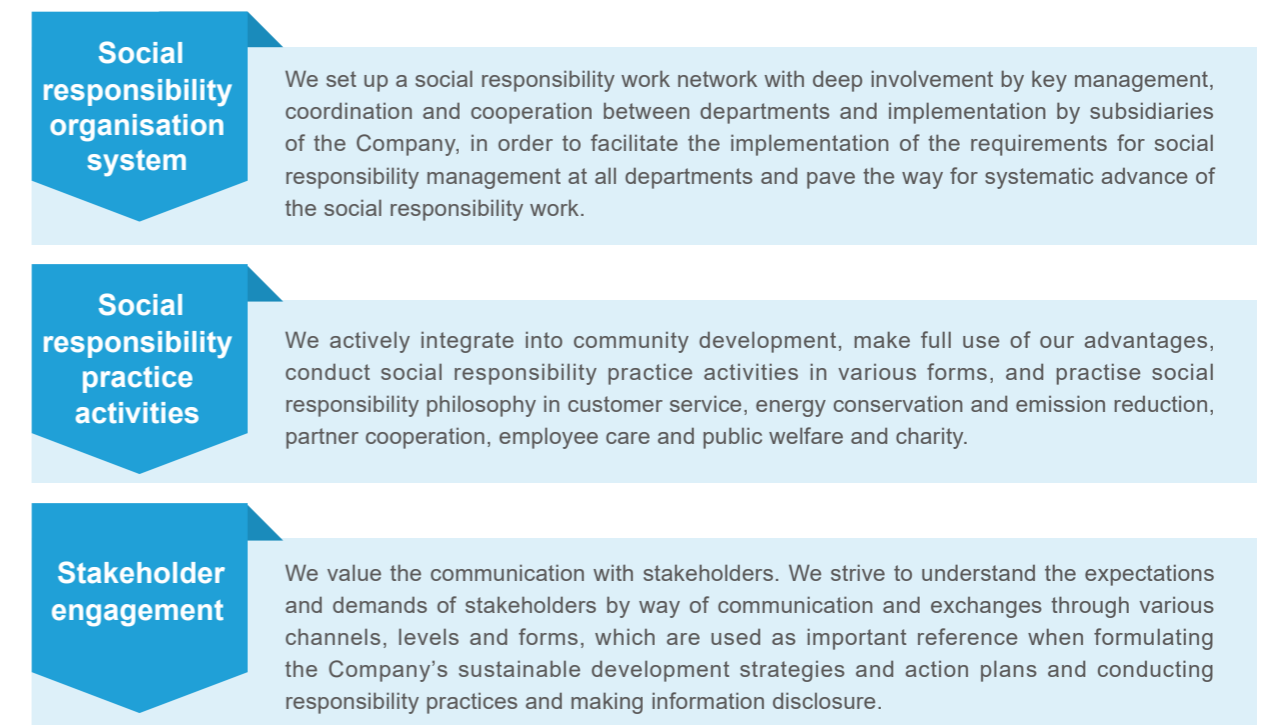 Social
responsibility
organisation
system
We set up a social responsibility work network with deep involvement by key management,
coordination and cooperation between departments and implementation by subsidiaries
of the Company, in order to facilitate the implementation of the requirements for social
responsibility management at all departments and pave the way for systematic advance of
the social responsibility work.
Social
responsibility
practice
activities
We actively integrate into community development, make full use of our advantages,
conduct social responsibility practice activities in various forms, and practise social
responsibility philosophy in customer service, energy conservation and emission reduction,
partner cooperation, employee care and public welfare and charity.
Stakeholder
engagement
We value the communication with stakeholders. We strive to understand the expectations
and demands of stakeholders by way of communication and exchanges through various
channels, levels and forms, which are used as important reference when formulating
the Company’s sustainable development strategies and action plans and conducting
responsibility practices and making information disclosure.